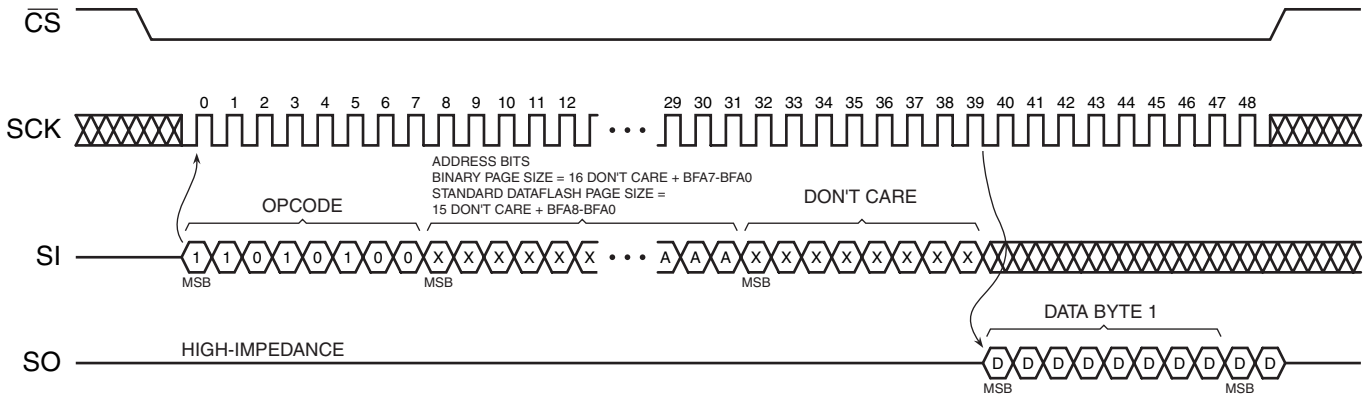 CS
SCK
0 1 2 3 4 5 6 7 8 9 10 11 12 29 30 31 32 33 34 35 36 37 38 39 40 41 42 43 44 45 46 47 48
• • •
ADDRESS BITS
BINARY PAGE SIZE = 16 DON'T CARE + BFA7-BFA0
STANDARD DATAFLASH PAGE SIZE =
15 DON'T CARE + BFA8-BFA0
OPCODE
DON'T CARE
SI
1 1 0 1 0 1 0 0 X X X X X X • • • A A A X X X X X X X X
MSB MSB MSB
DATA BYTE 1
SO
HIGH-IMPEDANCE
D D D D D D D D D D
MSB MSB